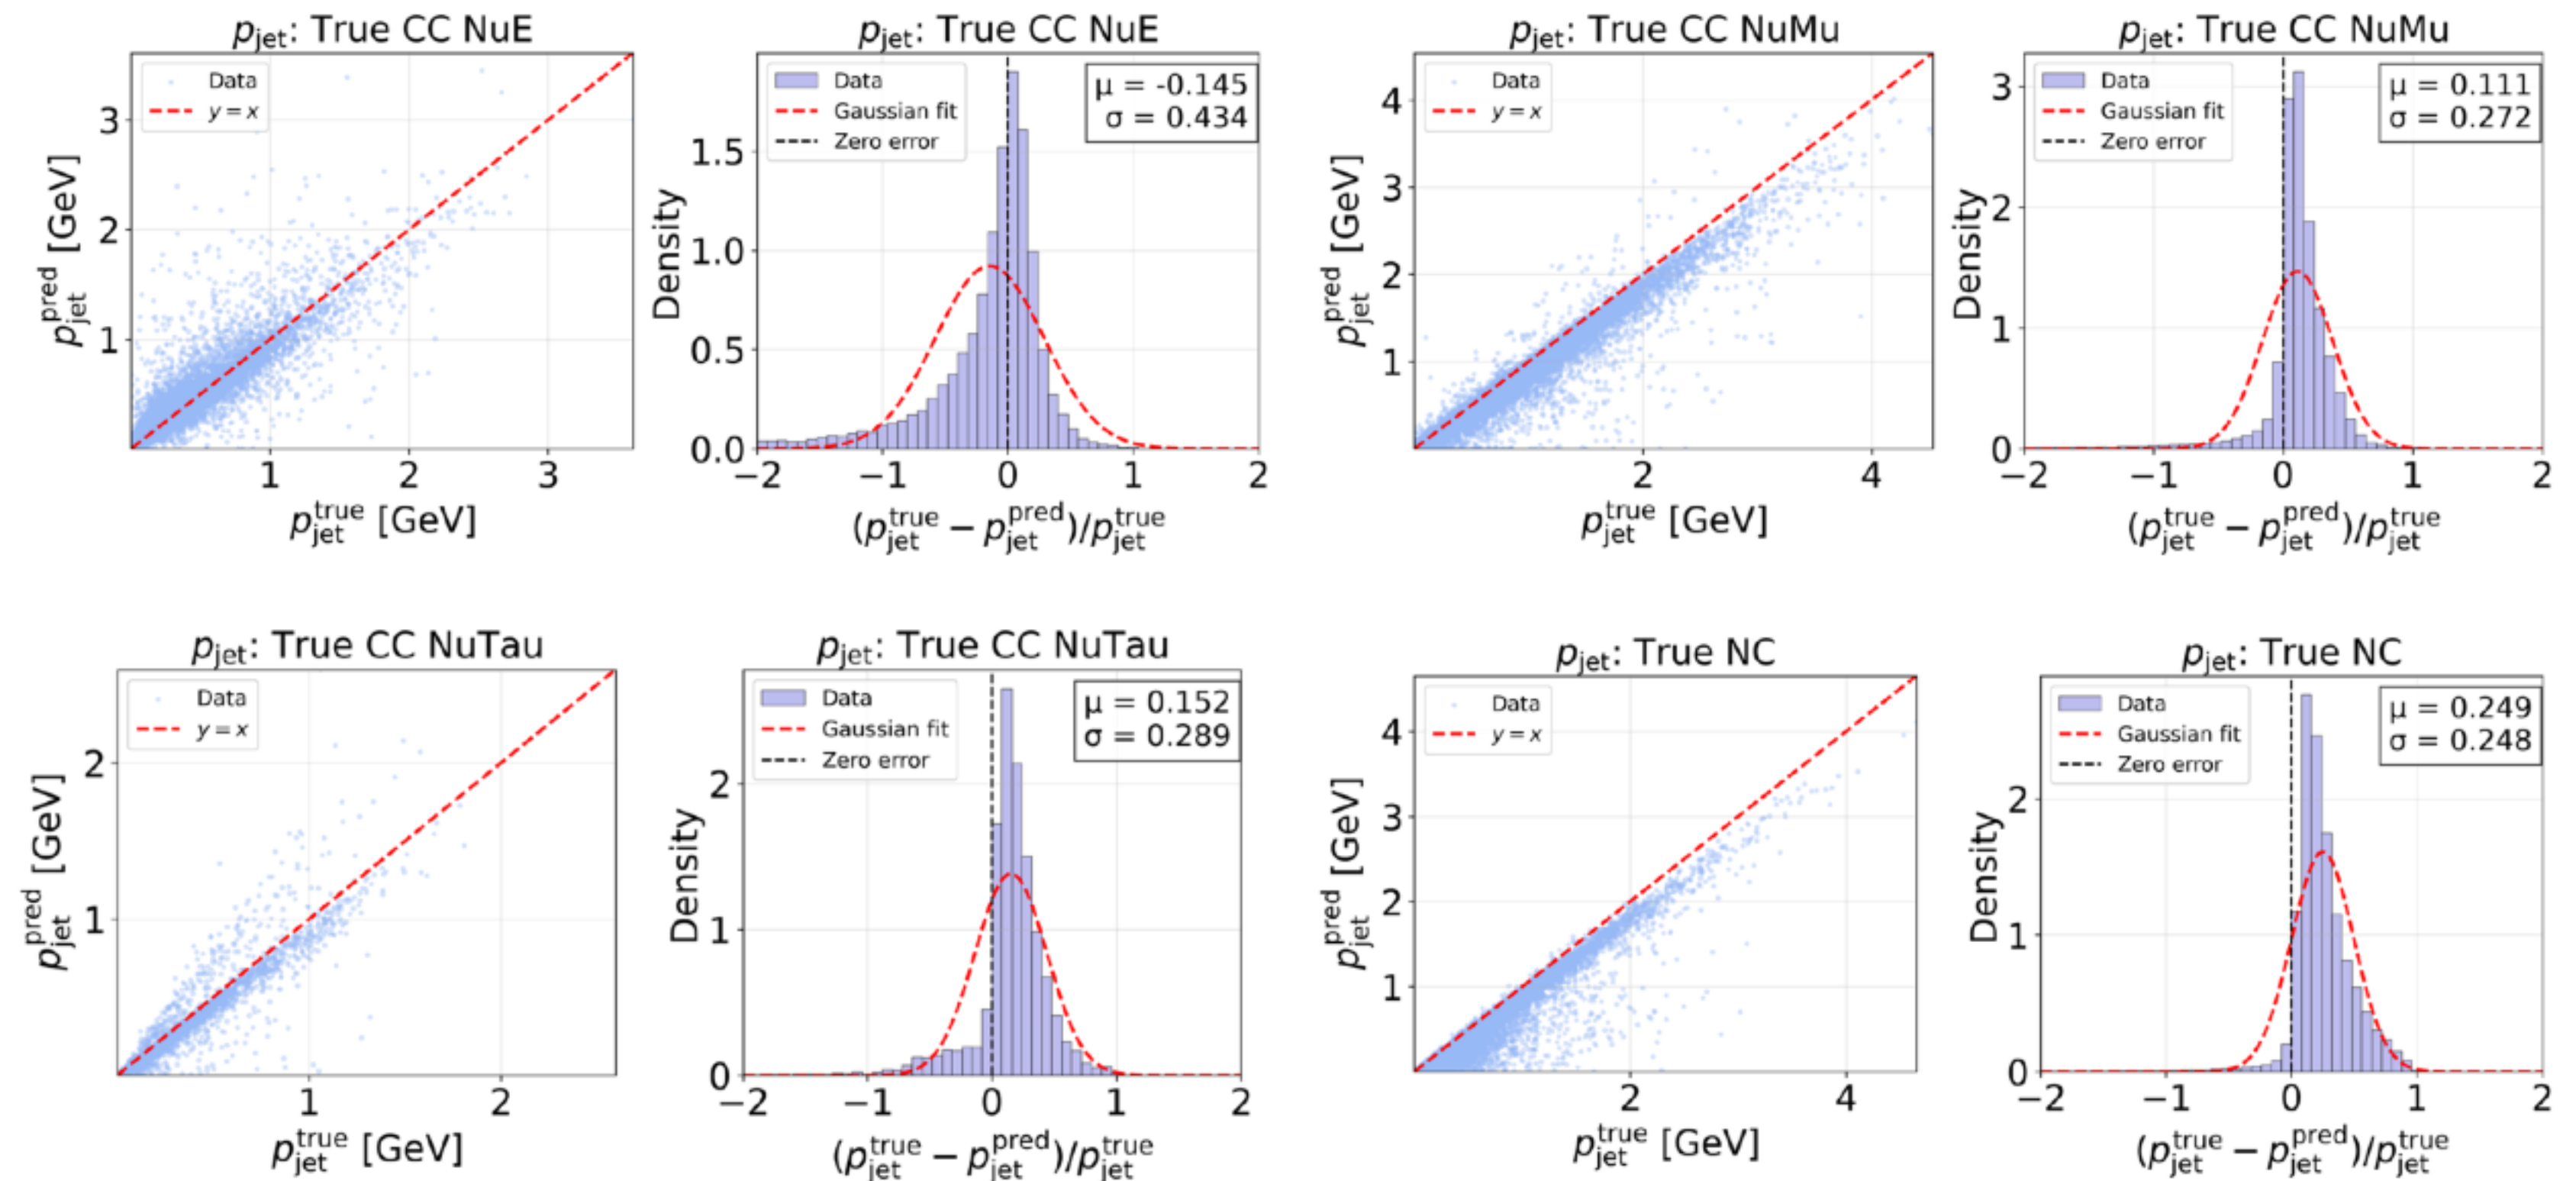 p_jet: True CC NuE
Data
y = x
3
2
1
p_jet^pred [GeV]
1 2 3
p_jet^true [GeV]
p_jet: True CC NuE
Data
Gaussian fit
Zero error
μ = -0.145
σ = 0.434
1.5
1.0
0.5
0.0
Density
−2 −1 0 1 2
(p_jet^true − p_jet^pred)/p_jet^true
p_jet: True CC NuMu
Data
y = x
4
3
2
1
p_jet^pred [GeV]
2 4
p_jet^true [GeV]
p_jet: True CC NuMu
Data
Gaussian fit
Zero error
μ = 0.111
σ = 0.272
3
2
1
0
Density
−2 −1 0 1 2
(p_jet^true − p_jet^pred)/p_jet^true
p_jet: True CC NuTau
Data
y = x
2
1
p_jet^pred [GeV]
1 2
p_jet^true [GeV]
p_jet: True CC NuTau
Data
Gaussian fit
Zero error
μ = 0.152
σ = 0.289
2
1
0
Density
−2 −1 0 1 2
(p_jet^true − p_jet^pred)/p_jet^true
p_jet: True NC
Data
y = x
4
3
2
1
p_jet^pred [GeV]
2 4
p_jet^true [GeV]
p_jet: True NC
Data
Gaussian fit
Zero error
μ = 0.249
σ = 0.248
2
1
0
Density
−2 −1 0 1 2
(p_jet^true − p_jet^pred)/p_jet^true